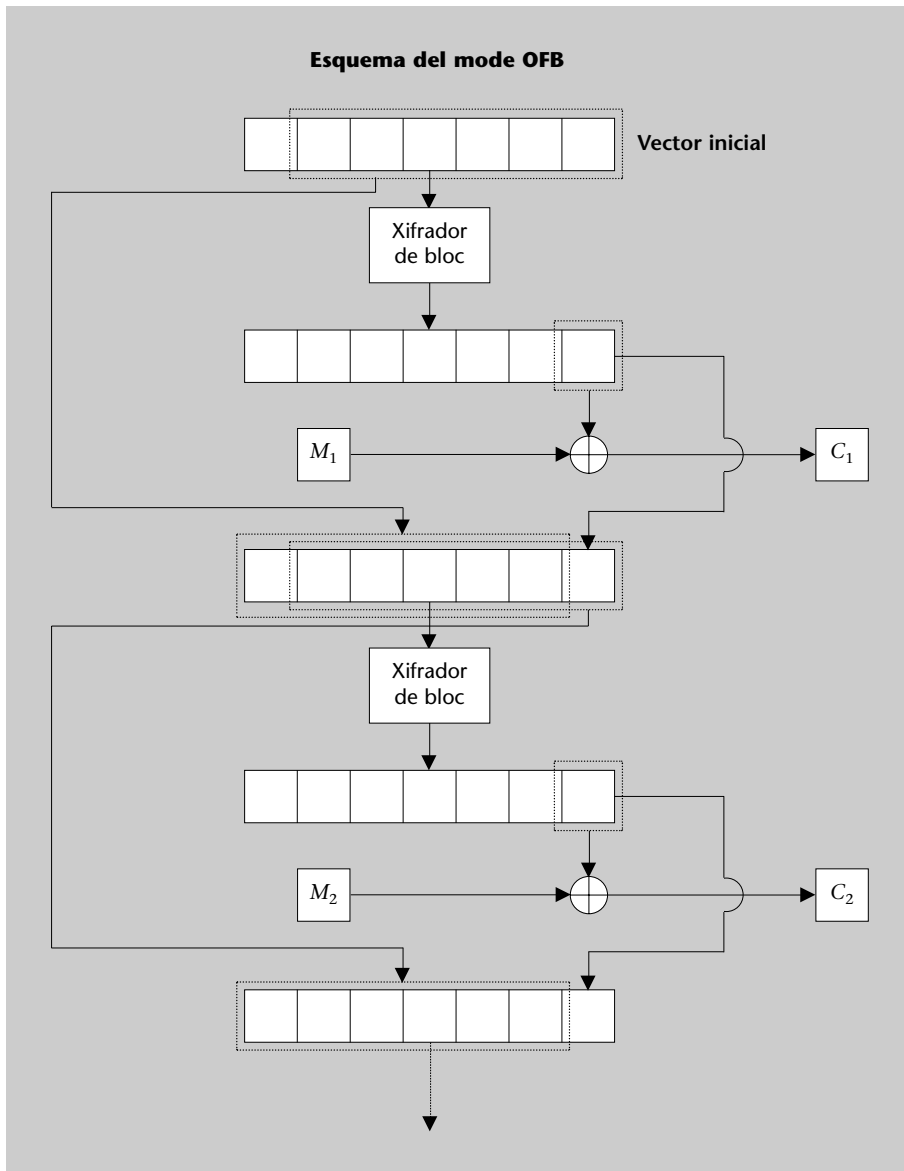 Esquema del mode OFB
Vector inicial
Xifrador
de bloc
M₁
C₁
Xifrador
de bloc
M₂
C₂